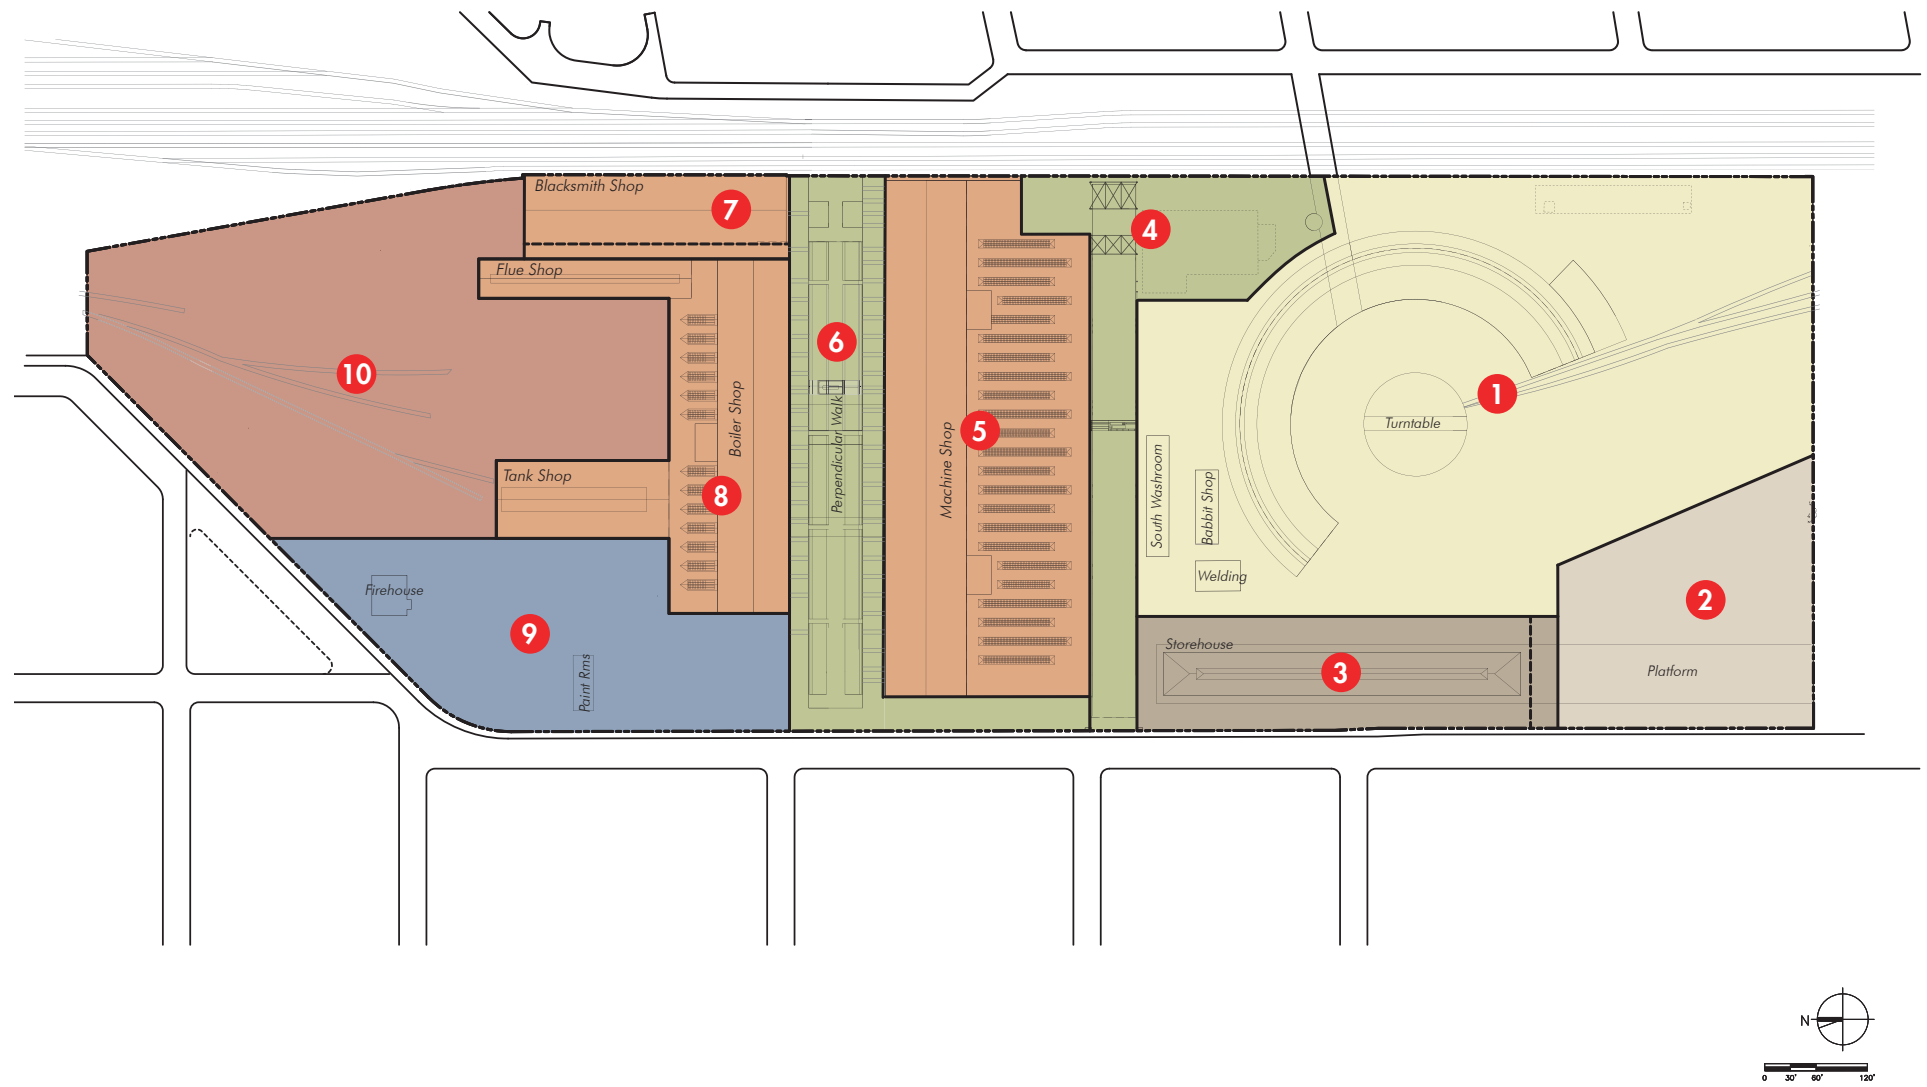 Blacksmith Shop
7
Flue Shop
4
6
1
10
Boiler Shop
Perpendicular Walk
Machine Shop
5
Turntable
Tank Shop
8
South Washroom
Babbit Shop
Welding
Firehouse
9
2
Paint Rms
Storehouse
3
Platform
N
0 30' 60' 120'